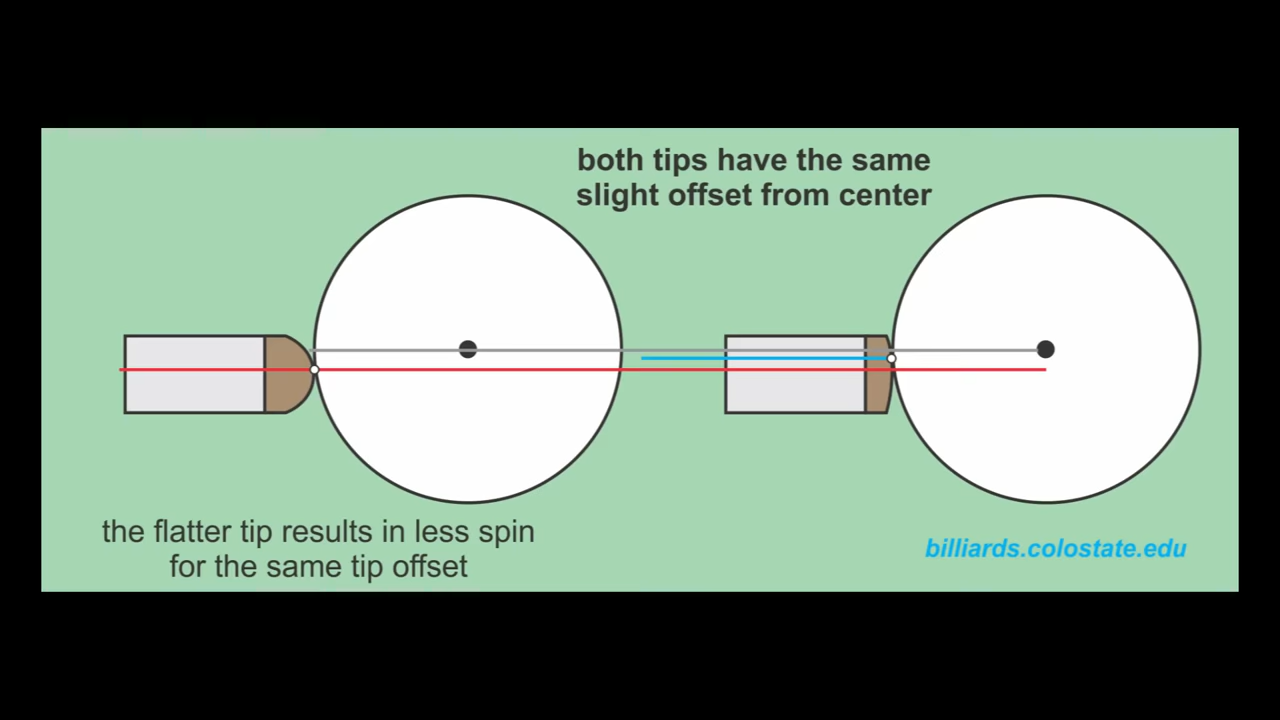 both tips have the same
slight offset from center
the flatter tip results in less spin
for the same tip offset
billiards.colostate.edu